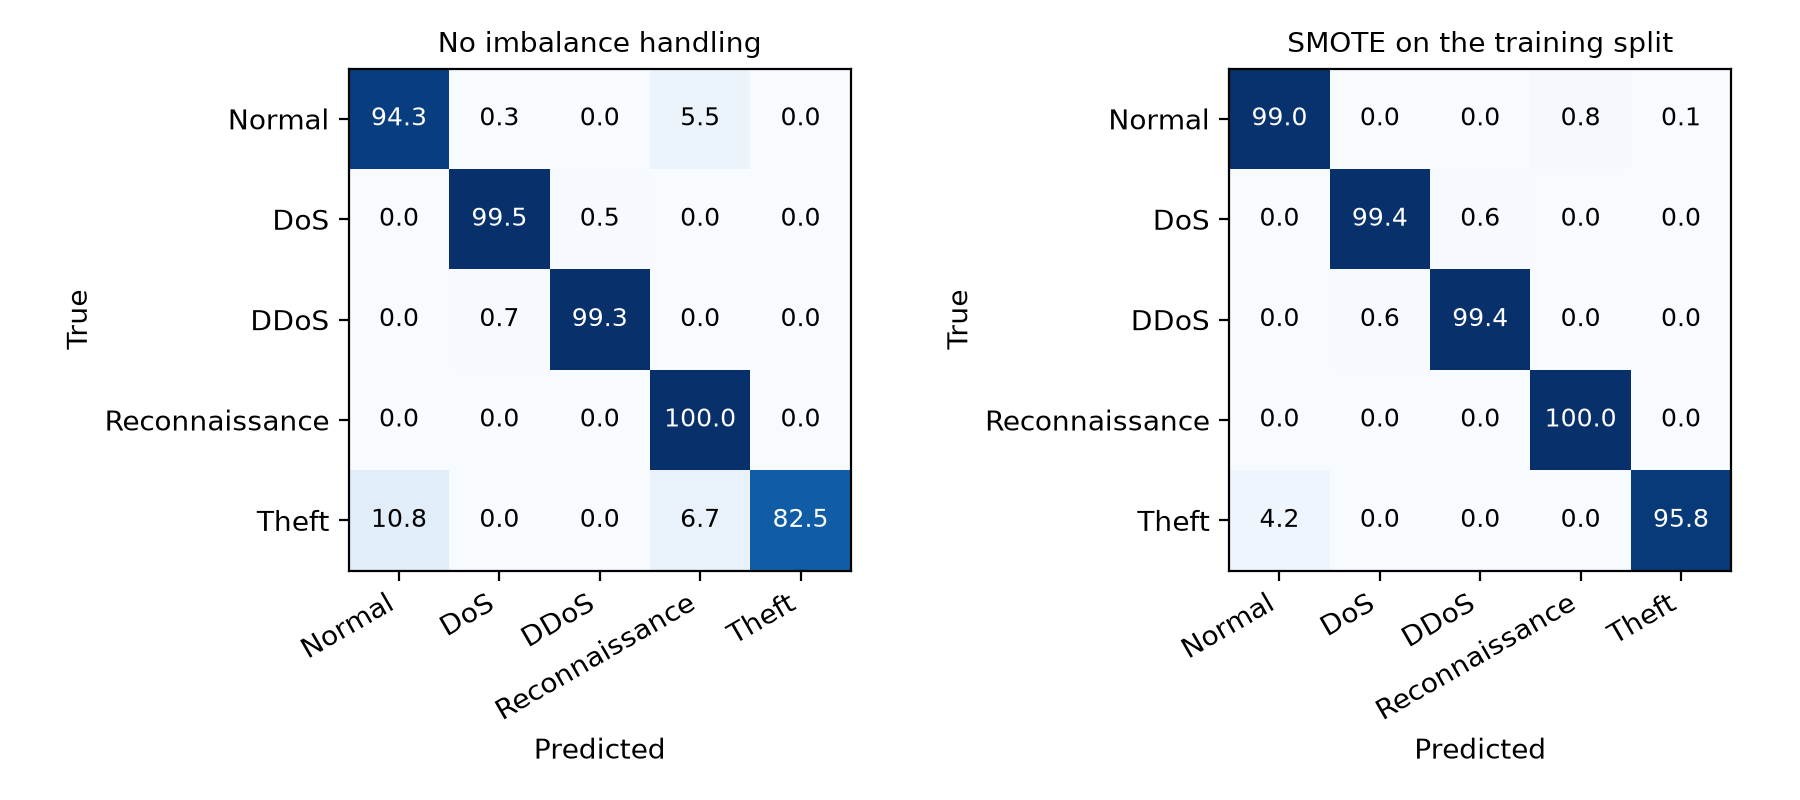 No imbalance handling
True
Normal 94.3 0.3 0.0 5.5 0.0
DoS 0.0 99.5 0.5 0.0 0.0
DDoS 0.0 0.7 99.3 0.0 0.0
Reconnaissance 0.0 0.0 0.0 100.0 0.0
Theft 10.8 0.0 0.0 6.7 82.5
Normal DoS DDoS Reconnaissance Theft
Predicted
SMOTE on the training split
True
Normal 99.0 0.0 0.0 0.8 0.1
DoS 0.0 99.4 0.6 0.0 0.0
DDoS 0.0 0.6 99.4 0.0 0.0
Reconnaissance 0.0 0.0 0.0 100.0 0.0
Theft 4.2 0.0 0.0 0.0 95.8
Normal DoS DDoS Reconnaissance Theft
Predicted